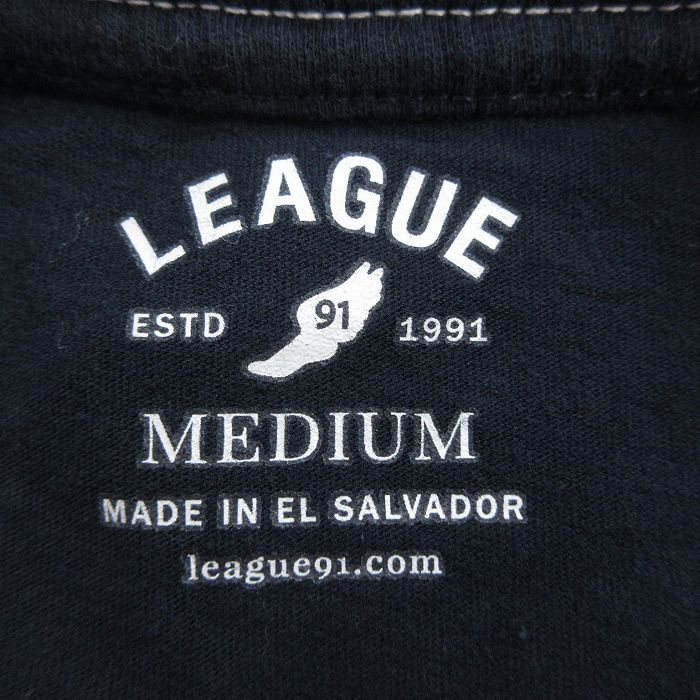 LEAGUE
ESTD 91 1991
MEDIUM
MADE IN EL SALVADOR
league91.com